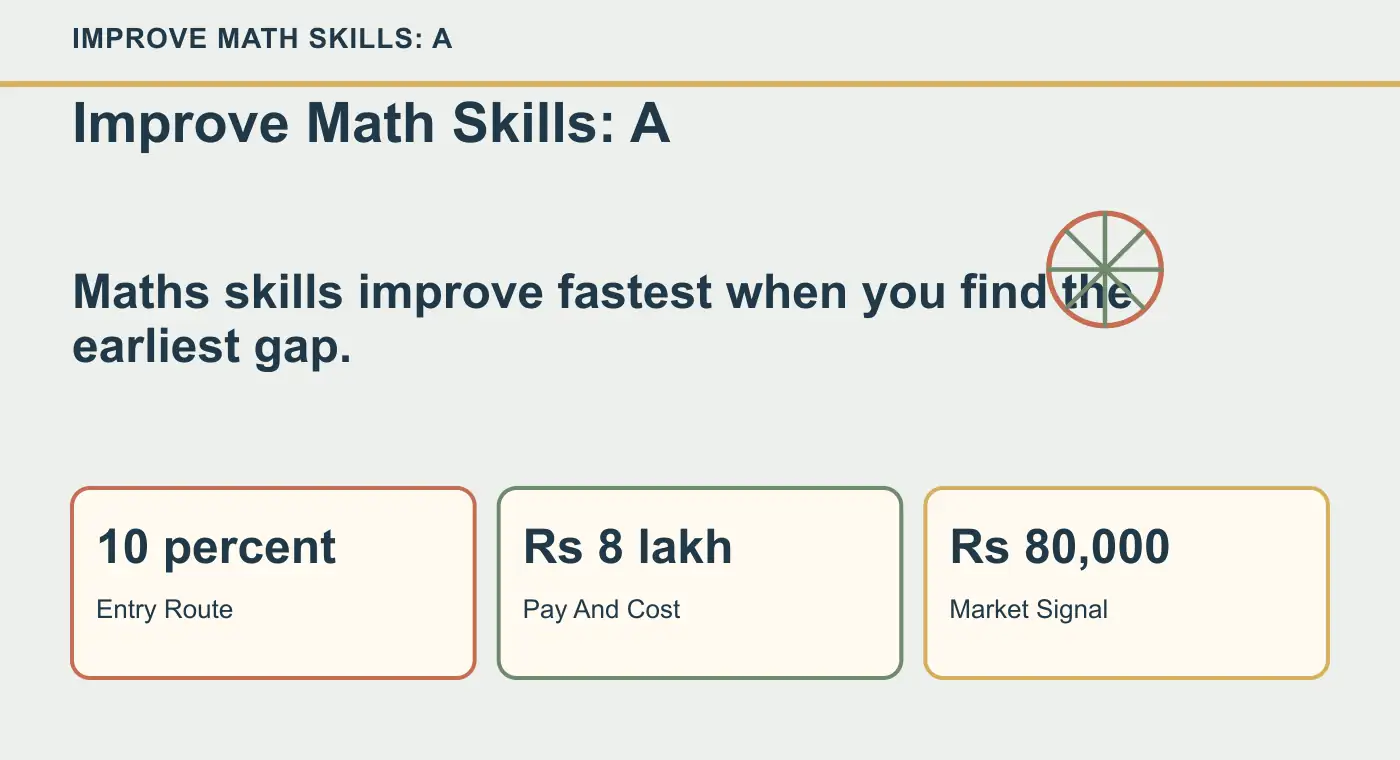 IMPROVE MATH SKILLS: A
Improve Math Skills: A
Maths skills improve fastest when you find the
earliest gap.
10 percent
Entry Route
Rs 8 lakh
Pay And Cost
Rs 80,000
Market Signal